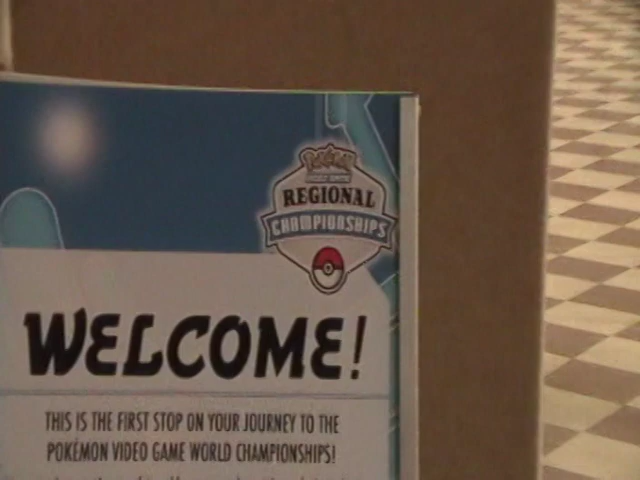 Pokémon
REGIONAL
CHAMPIONSHIPS
WELCOME!
THIS IS THE FIRST STOP ON YOUR JOURNEY TO THE
POKÉMON VIDEO GAME WORLD CHAMPIONSHIPS!